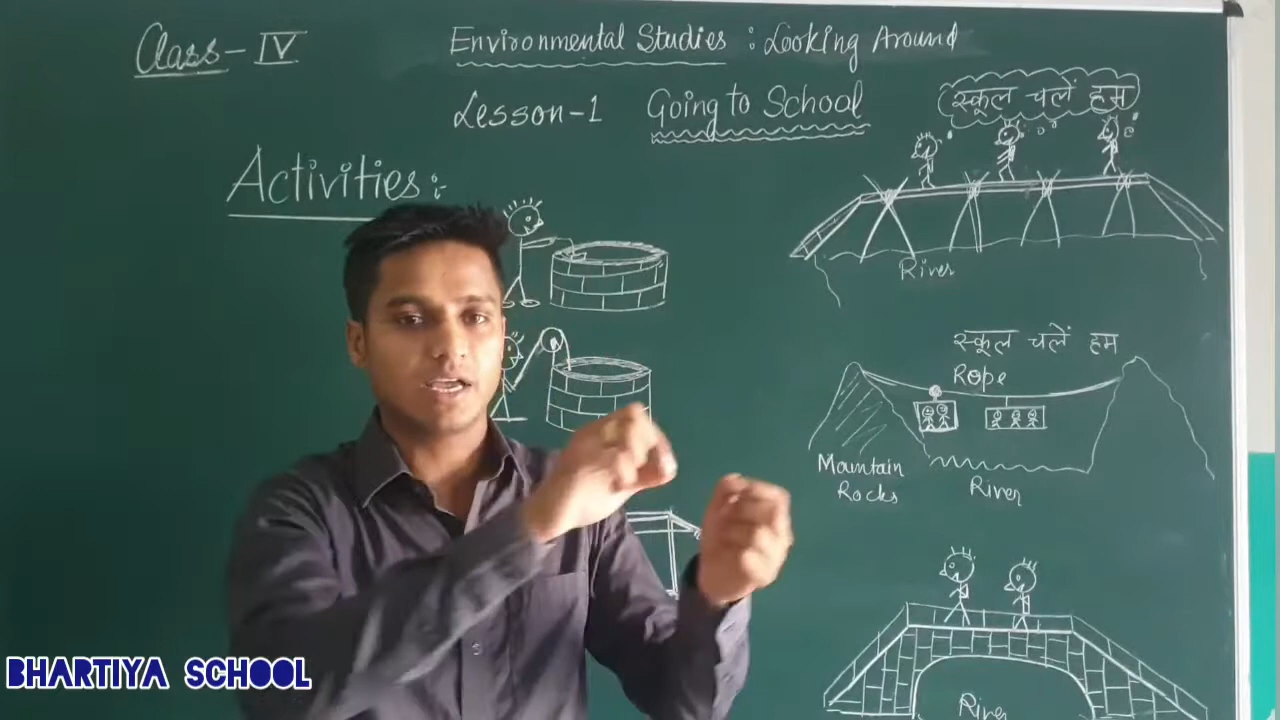 Class - IV
Environmental Studies : Looking Around
Lesson-1 Going to School
Activities:-
स्कूल चलें हम
River
स्कूल चलें हम
Rope
Mountain
Rocks
River
River
BHARTIYA SCHOOL